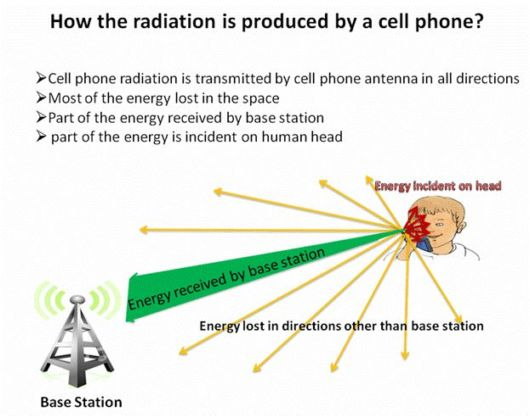 How the radiation is produced by a cell phone?
➢Cell phone radiation is transmitted by cell phone antenna in all directions
➢Most of the energy lost in the space
➢Part of the energy received by base station
➢ part of the energy is incident on human head
Energy incident on head
Energy received by base station
Energy lost in directions other than base station
Base Station